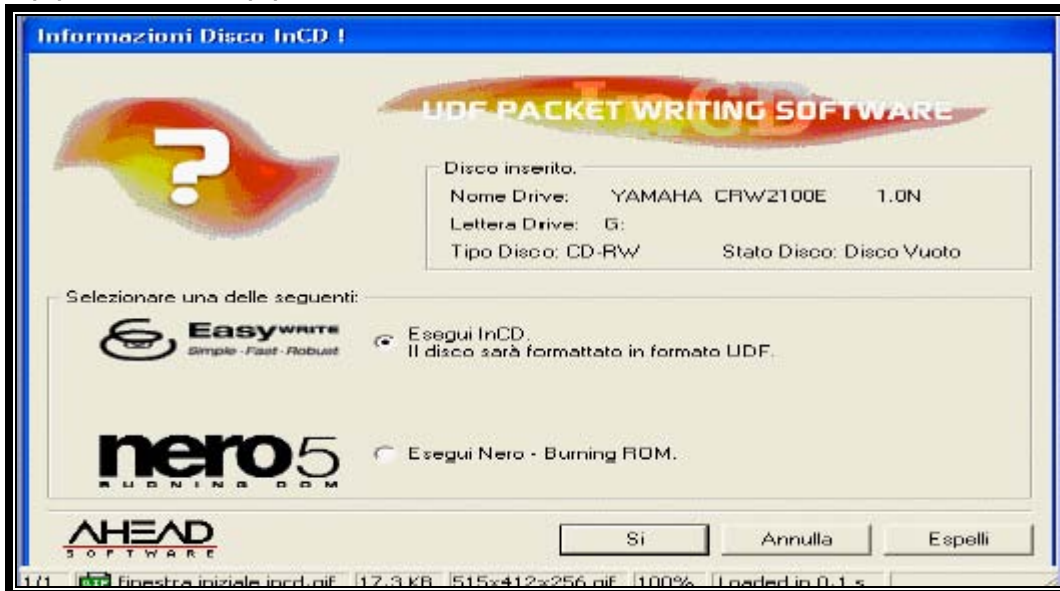 Informazioni Disco InCD !
InCD
UDF PACKET WRITING SOFTWARE
Disco inserito.
Nome Drive: YAMAHA CRW2100E 1.0N
Lettera Drive: G:
Tipo Disco: CD-RW Stato Disco: Disco Vuoto
Selezionare una delle seguenti:
Easy WRITE
Simple - Fast - Robust
Esegui InCD.
Il disco sarà formattato in formato UDF.
nero 5
BURNING ROM
Esegui Nero - Burning ROM.
AHEAD
SOFTWARE
Si Annulla Espelli
1/1 finestra iniziale incd.gif 17.3 KB 515x412x256 gif 100% Loaded in 0.1 s